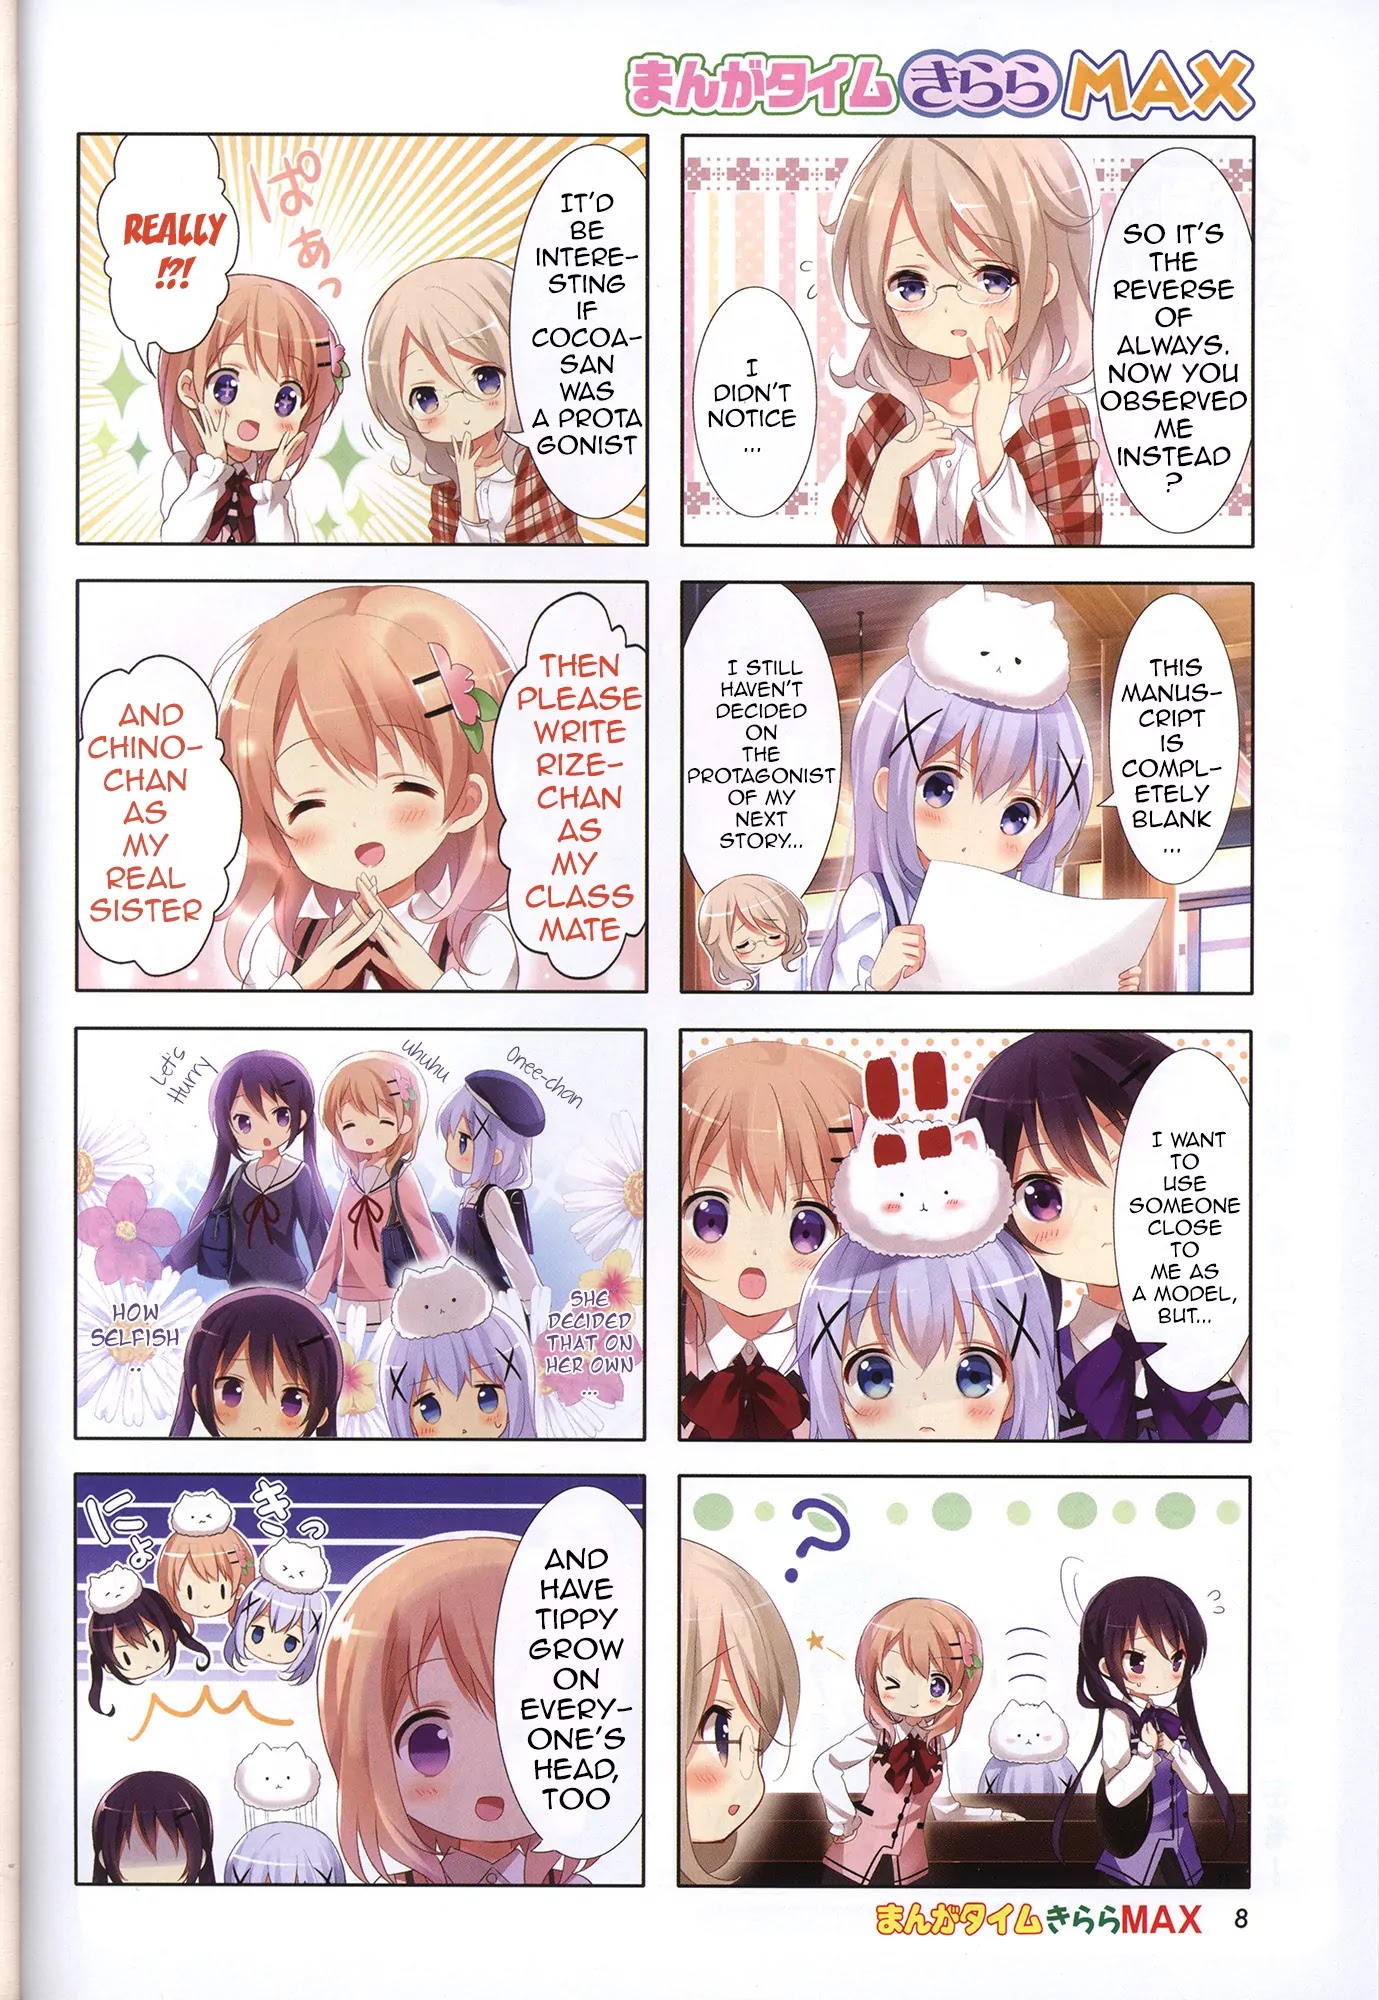 まんがタイムきららMAX
SO IT'S
THE
REVERSE
OF
ALWAYS.
NOW YOU
OBSERVED
ME
INSTEAD
?
I
DIDN'T
NOTICE
...
THIS
MANUS-
CRIPT
IS
COMPL-
ETELY
BLANK
...
I STILL
HAVEN'T
DECIDED
ON
THE
PROTAGONIST
OF MY
NEXT
STORY...
I WANT
TO
USE
SOMEONE
CLOSE
TO
ME AS
A MODEL,
BUT...
?
IT'D
BE
INTERE-
STING
IF
COCOA-
SAN
WAS
A PROTA
GONIST
ぱあっ
REALLY
!?!
THEN
PLEASE
WRITE
RIZE-
CHAN
AS
MY
CLASS
MATE
AND
CHINO-
CHAN
AS
MY
REAL
SISTER
Onee-chan
uhuhu
Let's
Hurry
SHE
DECIDED
THAT ON
HER OWN
...
HOW
SELFISH
..
AND
HAVE
TIPPY
GROW
ON
EVERY-
ONE'S
HEAD,
TOO
にょきっ
まんがタイムきららMAX 8